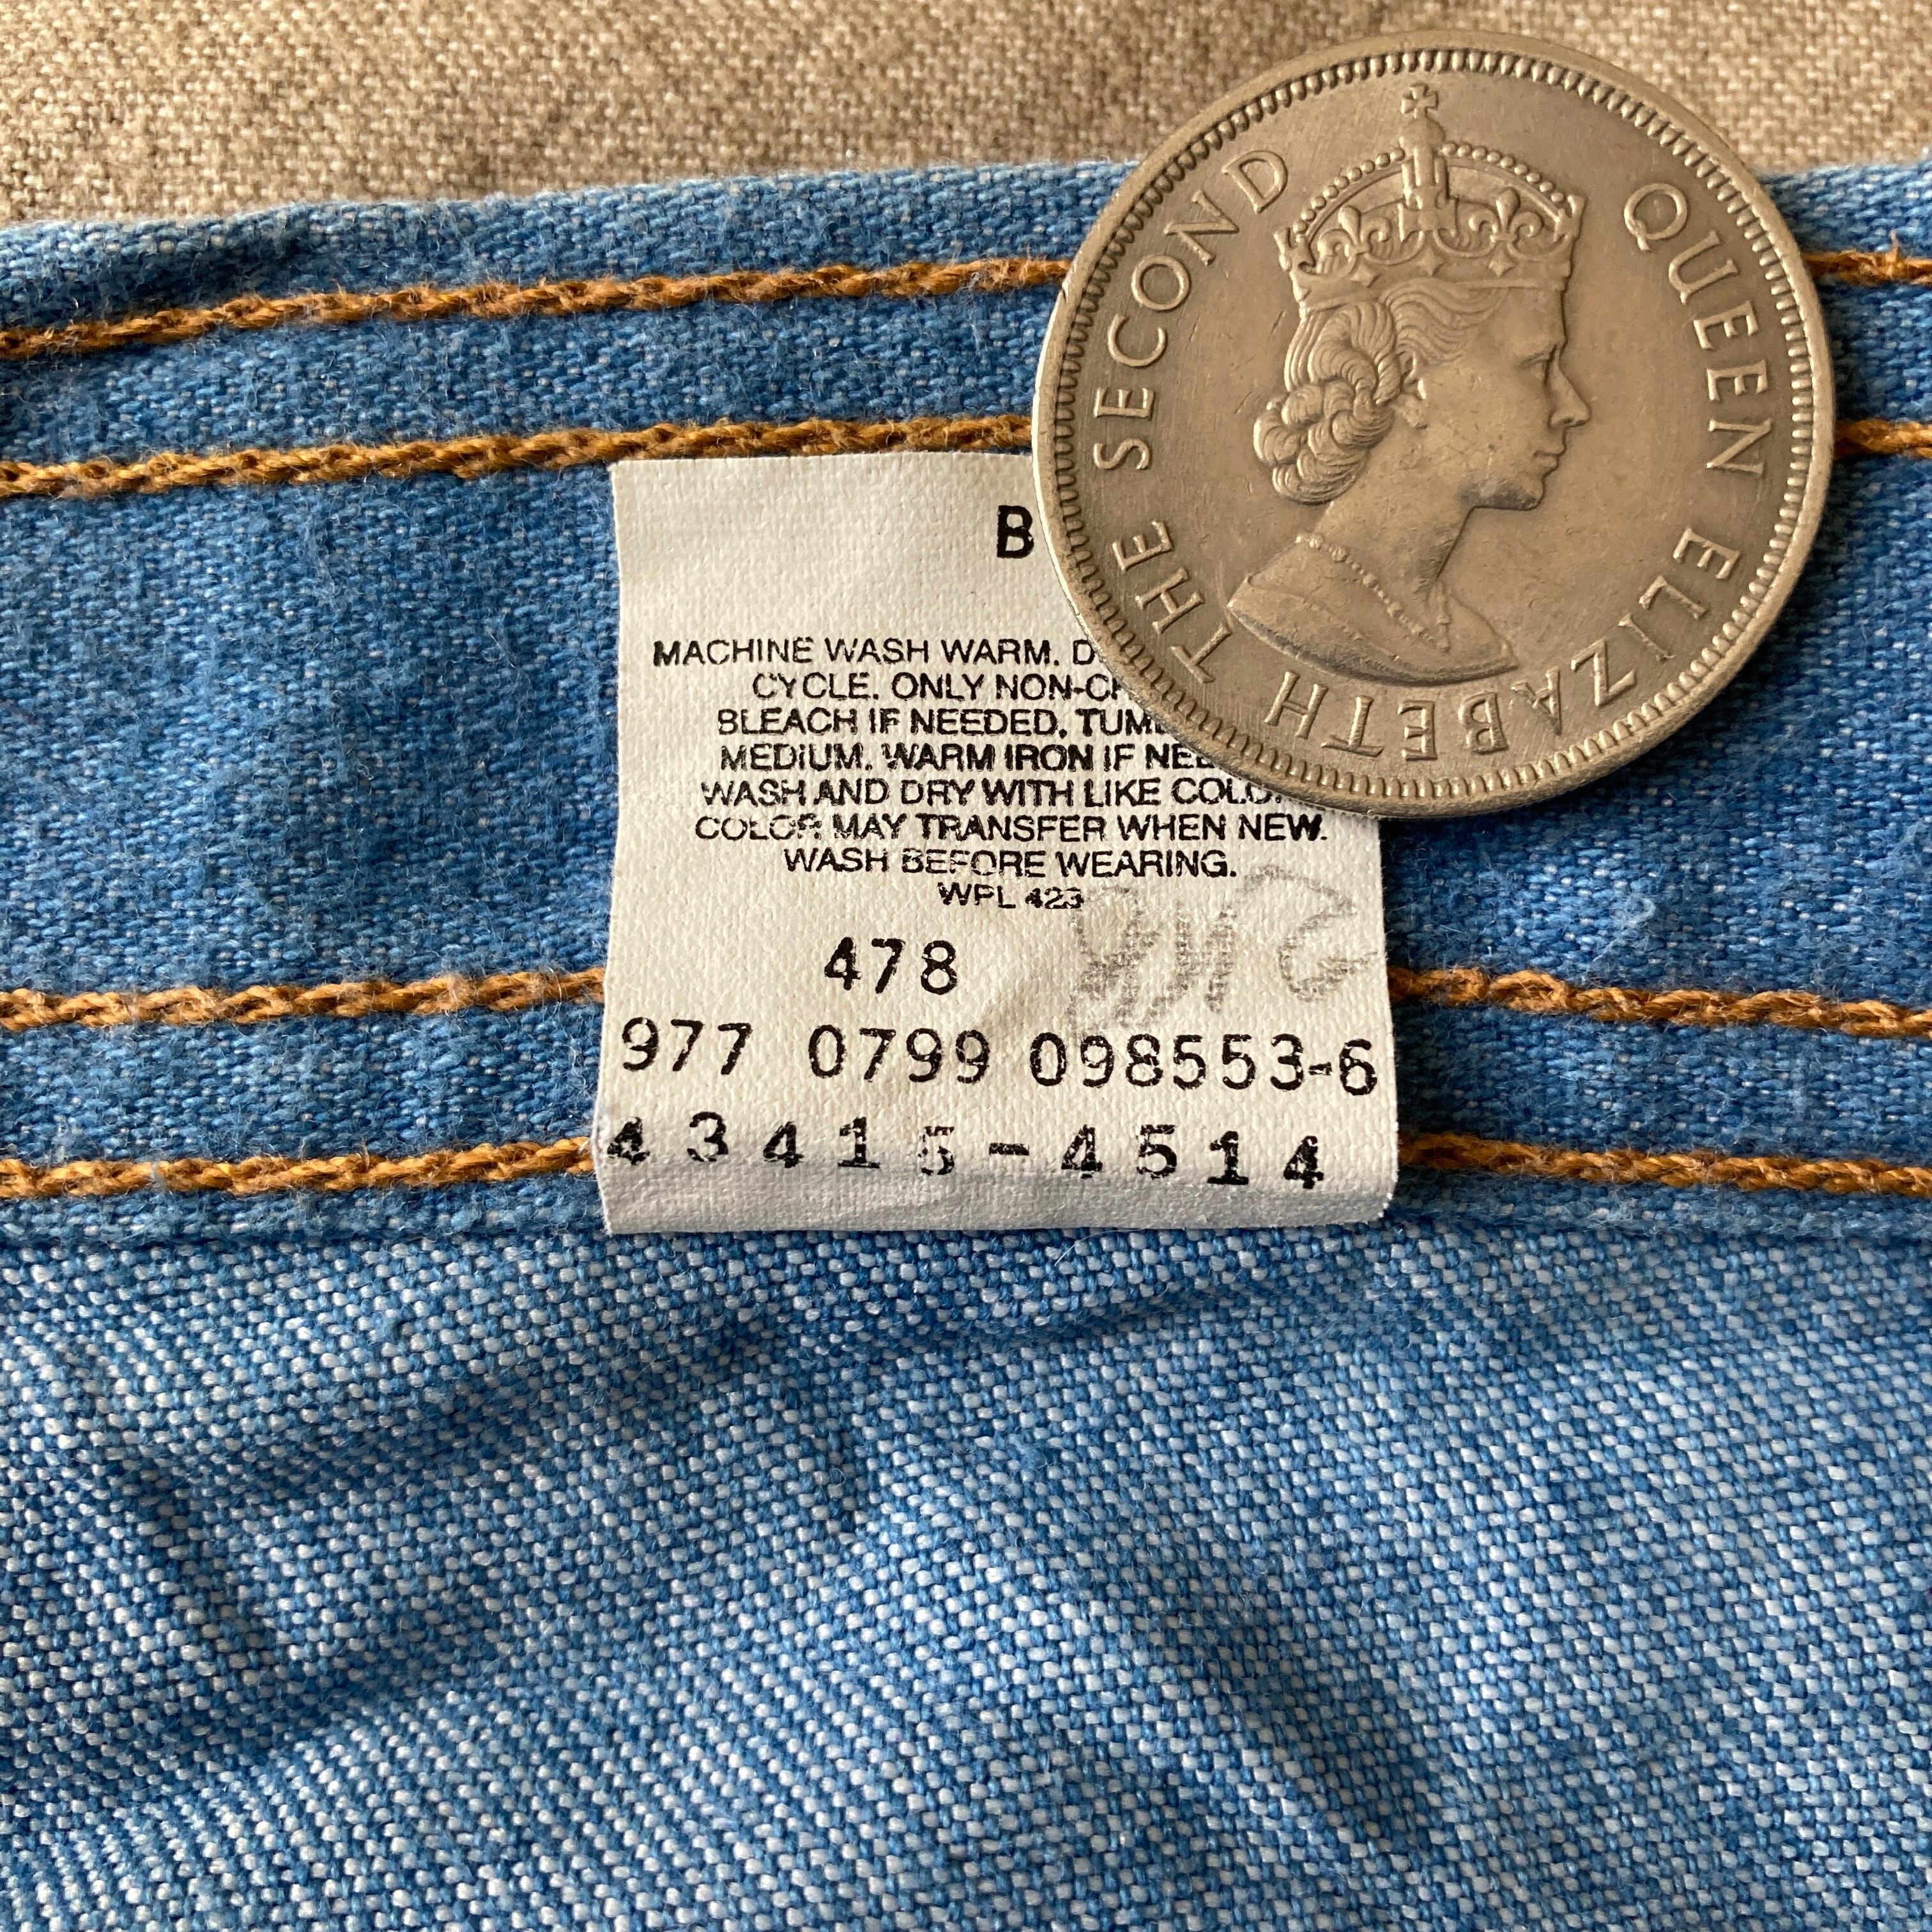 QUEEN ELIZABETH THE SECOND
B
MACHINE WASH WARM. D
CYCLE. ONLY NON-CH
BLEACH IF NEEDED. TUM
MEDIUM. WARM IRON IF NEE
WASH AND DRY WITH LIKE COLO
COLOR MAY TRANSFER WHEN NEW.
WASH BEFORE WEARING.
WPL 423
478
977 0799 098553-6
43415-4514